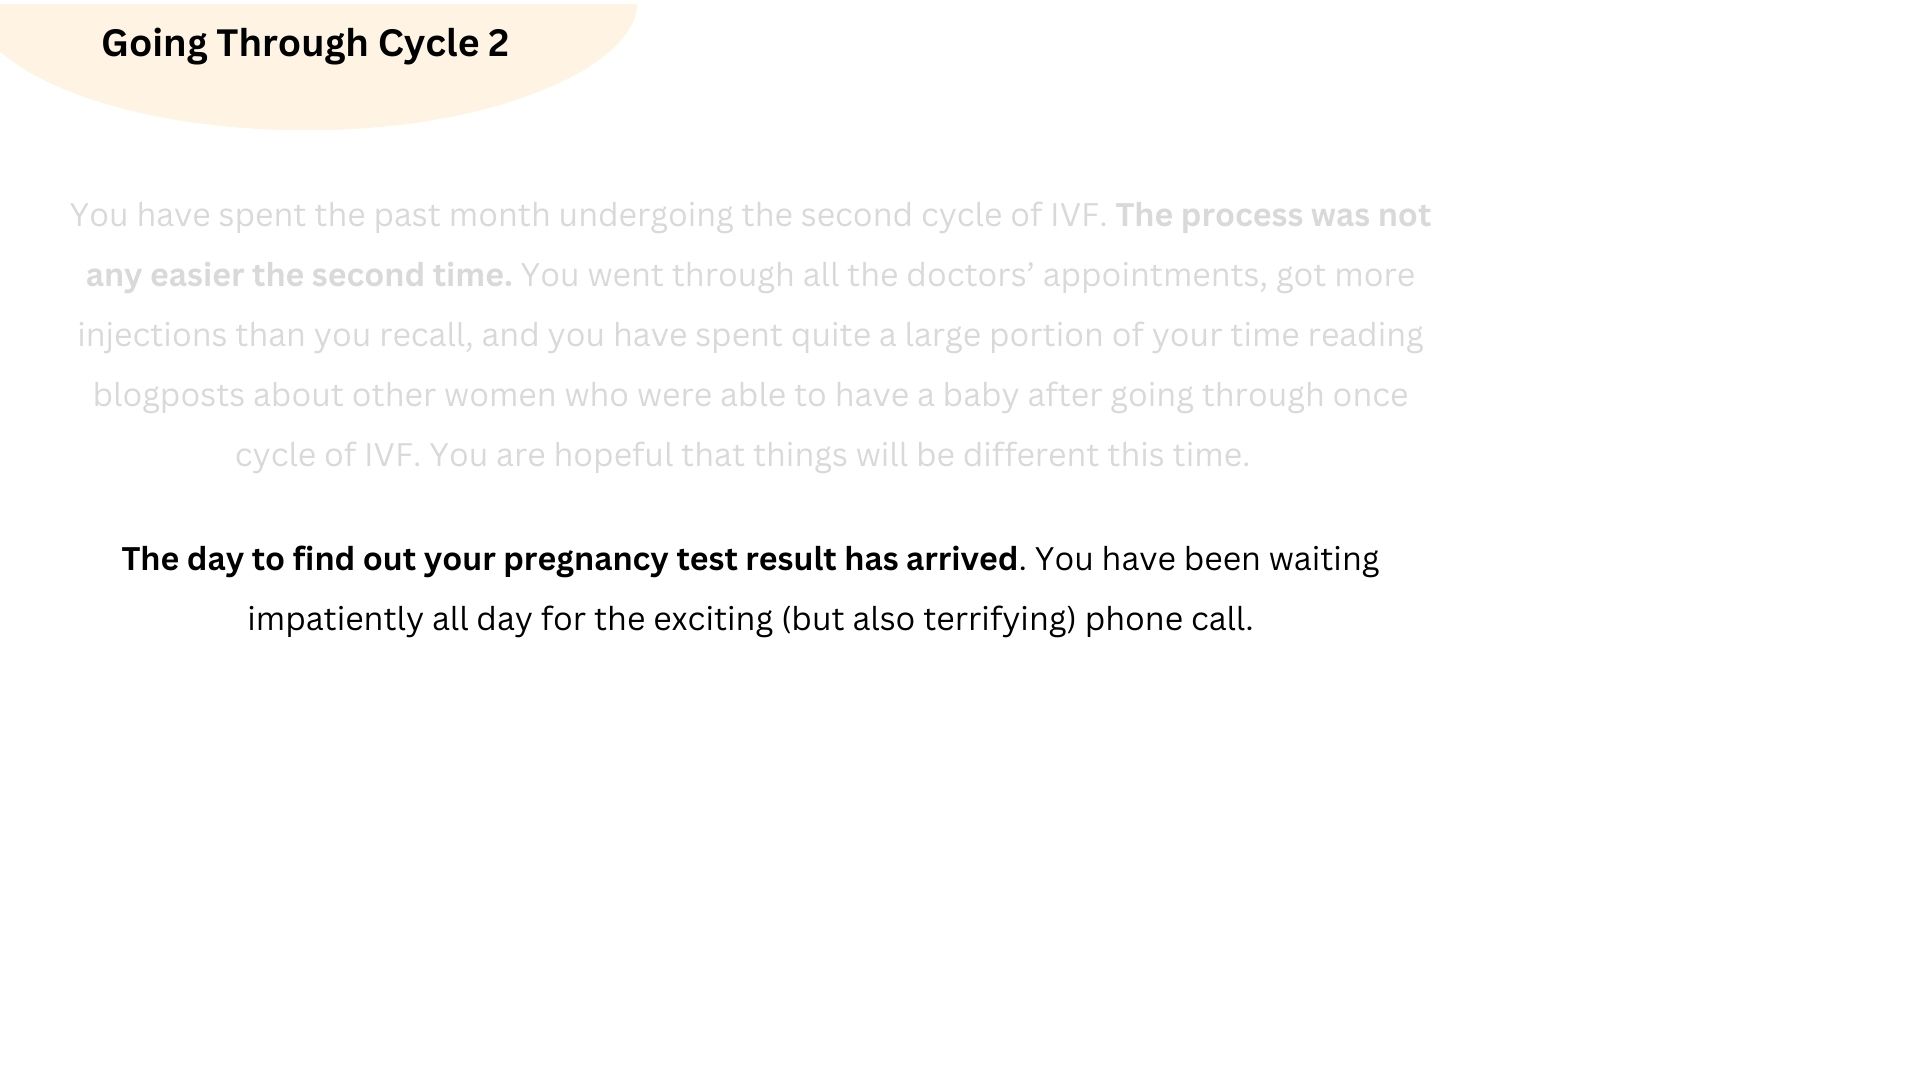 Going Through Cycle 2
You have spent the past month undergoing the second cycle of IVF. The process was not
any easier the second time. You went through all the doctors’ appointments, got more
injections than you recall, and you have spent quite a large portion of your time reading
blogposts about other women who were able to have a baby after going through once
cycle of IVF. You are hopeful that things will be different this time.
The day to find out your pregnancy test result has arrived. You have been waiting
impatiently all day for the exciting (but also terrifying) phone call.